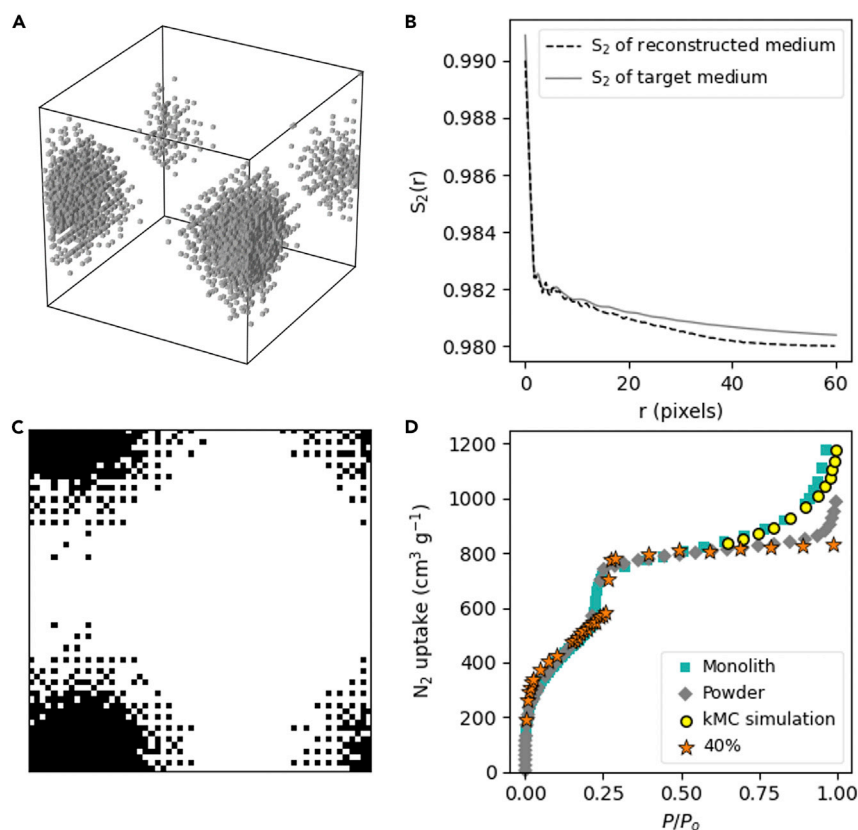 A
B
S₂ of reconstructed medium
S₂ of target medium
0.990
0.988
0.986
0.984
0.982
0.980
S₂(r)
0 20 40 60
r (pixels)
C
D
1200
1000
800
600
400
200
0
N₂ uptake (cm³ g⁻¹)
Monolith
Powder
kMC simulation
40%
0.00 0.25 0.50 0.75 1.00
P/Pₒ